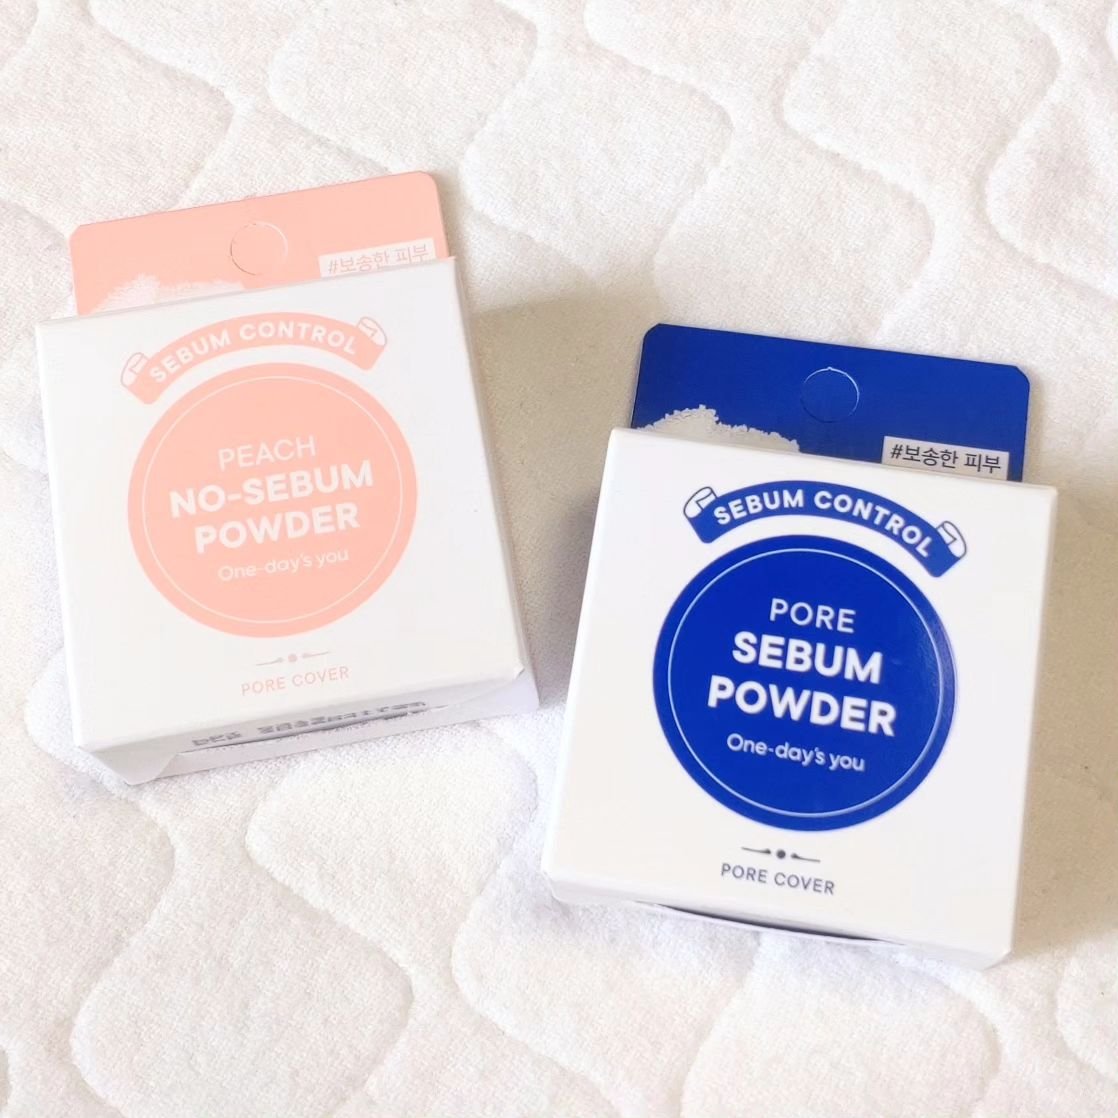 #보송한 피부
SEBUM CONTROL
PEACH
NO-SEBUM
POWDER
One-day's you
PORE COVER
#보송한 피부
SEBUM CONTROL
PORE
SEBUM
POWDER
One-day's you
PORE COVER